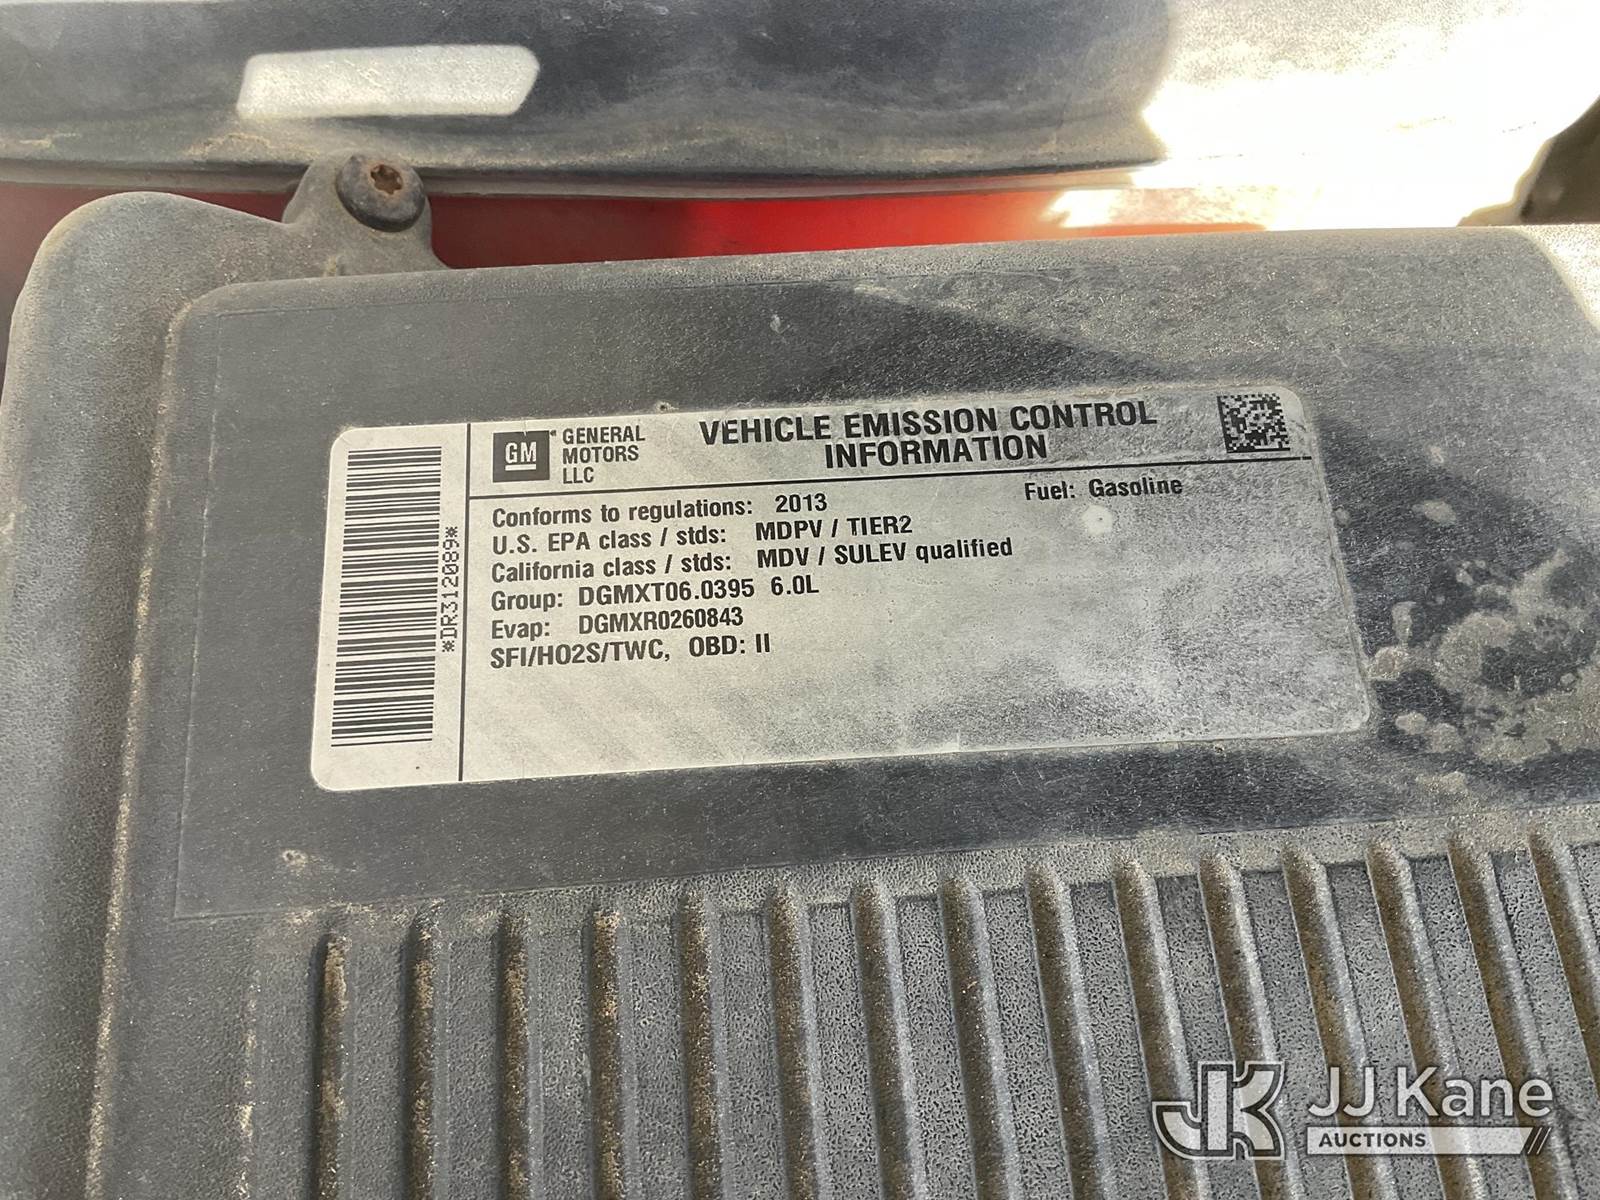 GM GENERAL
MOTORS
LLC
VEHICLE EMISSION CONTROL
INFORMATION
Fuel: Gasoline
Conforms to regulations: 2013
U.S. EPA class / stds: MDPV / TIER2
California class / stds: MDV / SULEV qualified
Group: DGMXT06.0395 6.0L
Evap: DGMXR0260843
SFI/HO2S/TWC, OBD: II
*DR312089*
JK JJ Kane
AUCTIONS